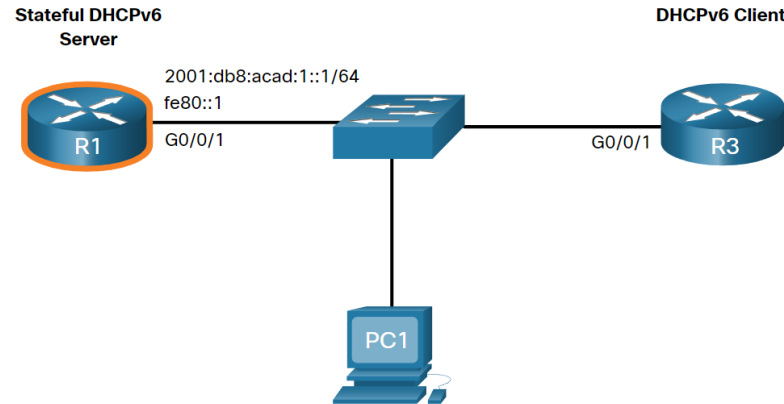 Stateful DHCPv6
Server
DHCPv6 Client
2001:db8:acad:1::1/64
fe80::1
G0/0/1
R1
G0/0/1
R3
PC1